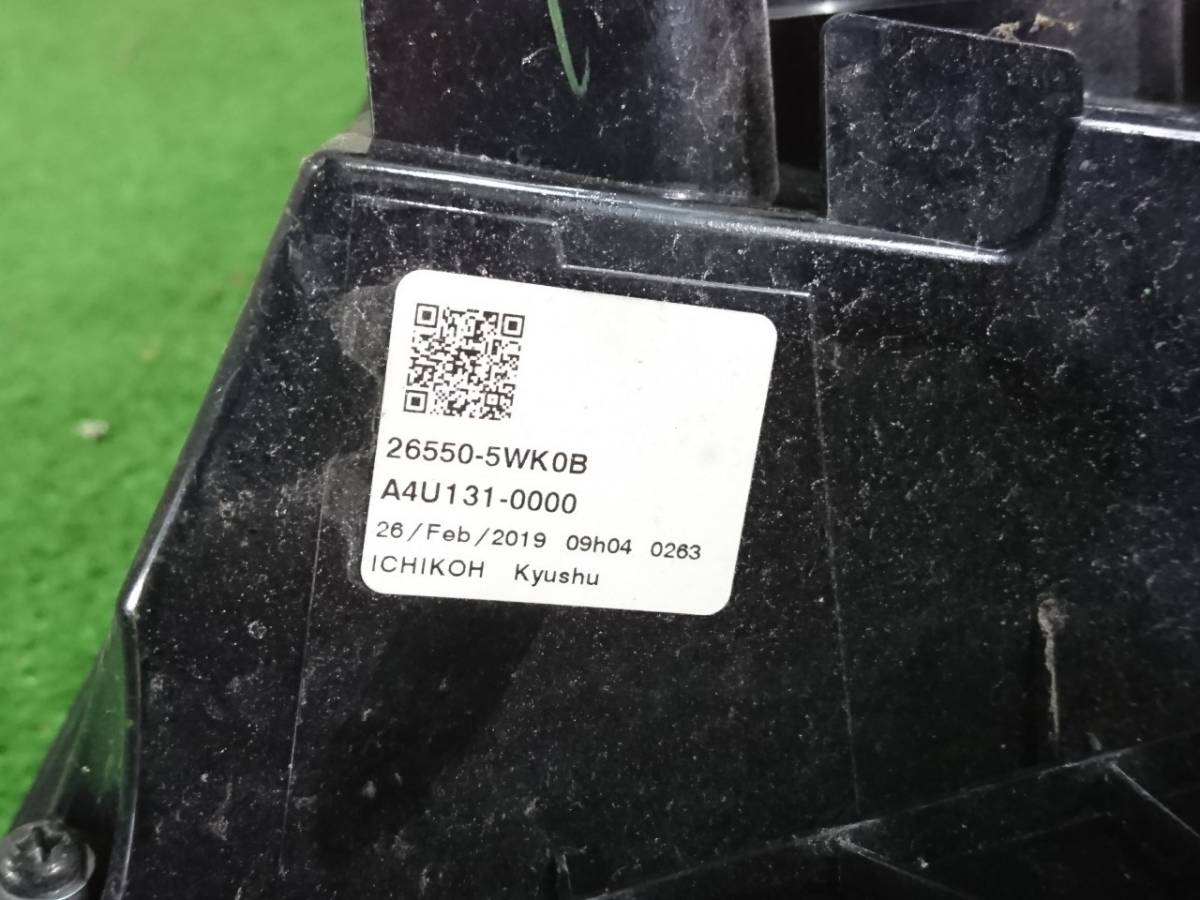 26550-5WK0B
A4U131-0000
26/Feb/2019 09h04 0263
ICHIKOH Kyushu